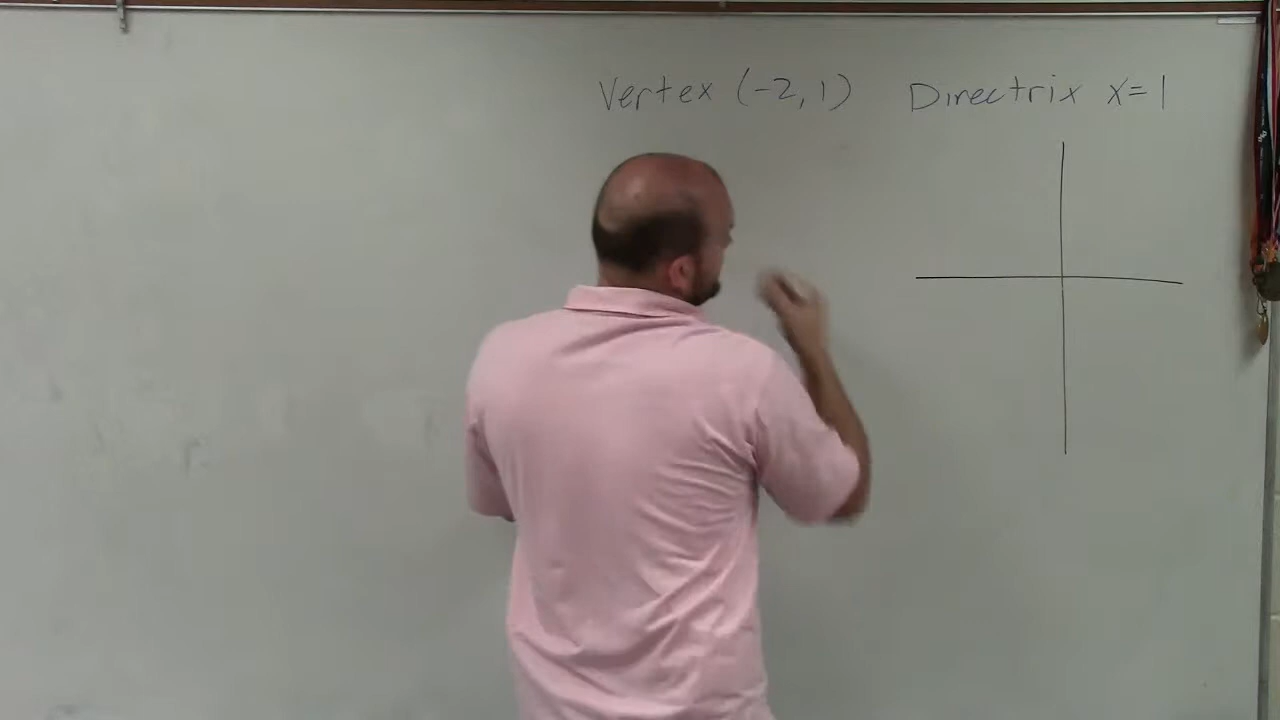 Vertex (-2, 1) Directrix x=1